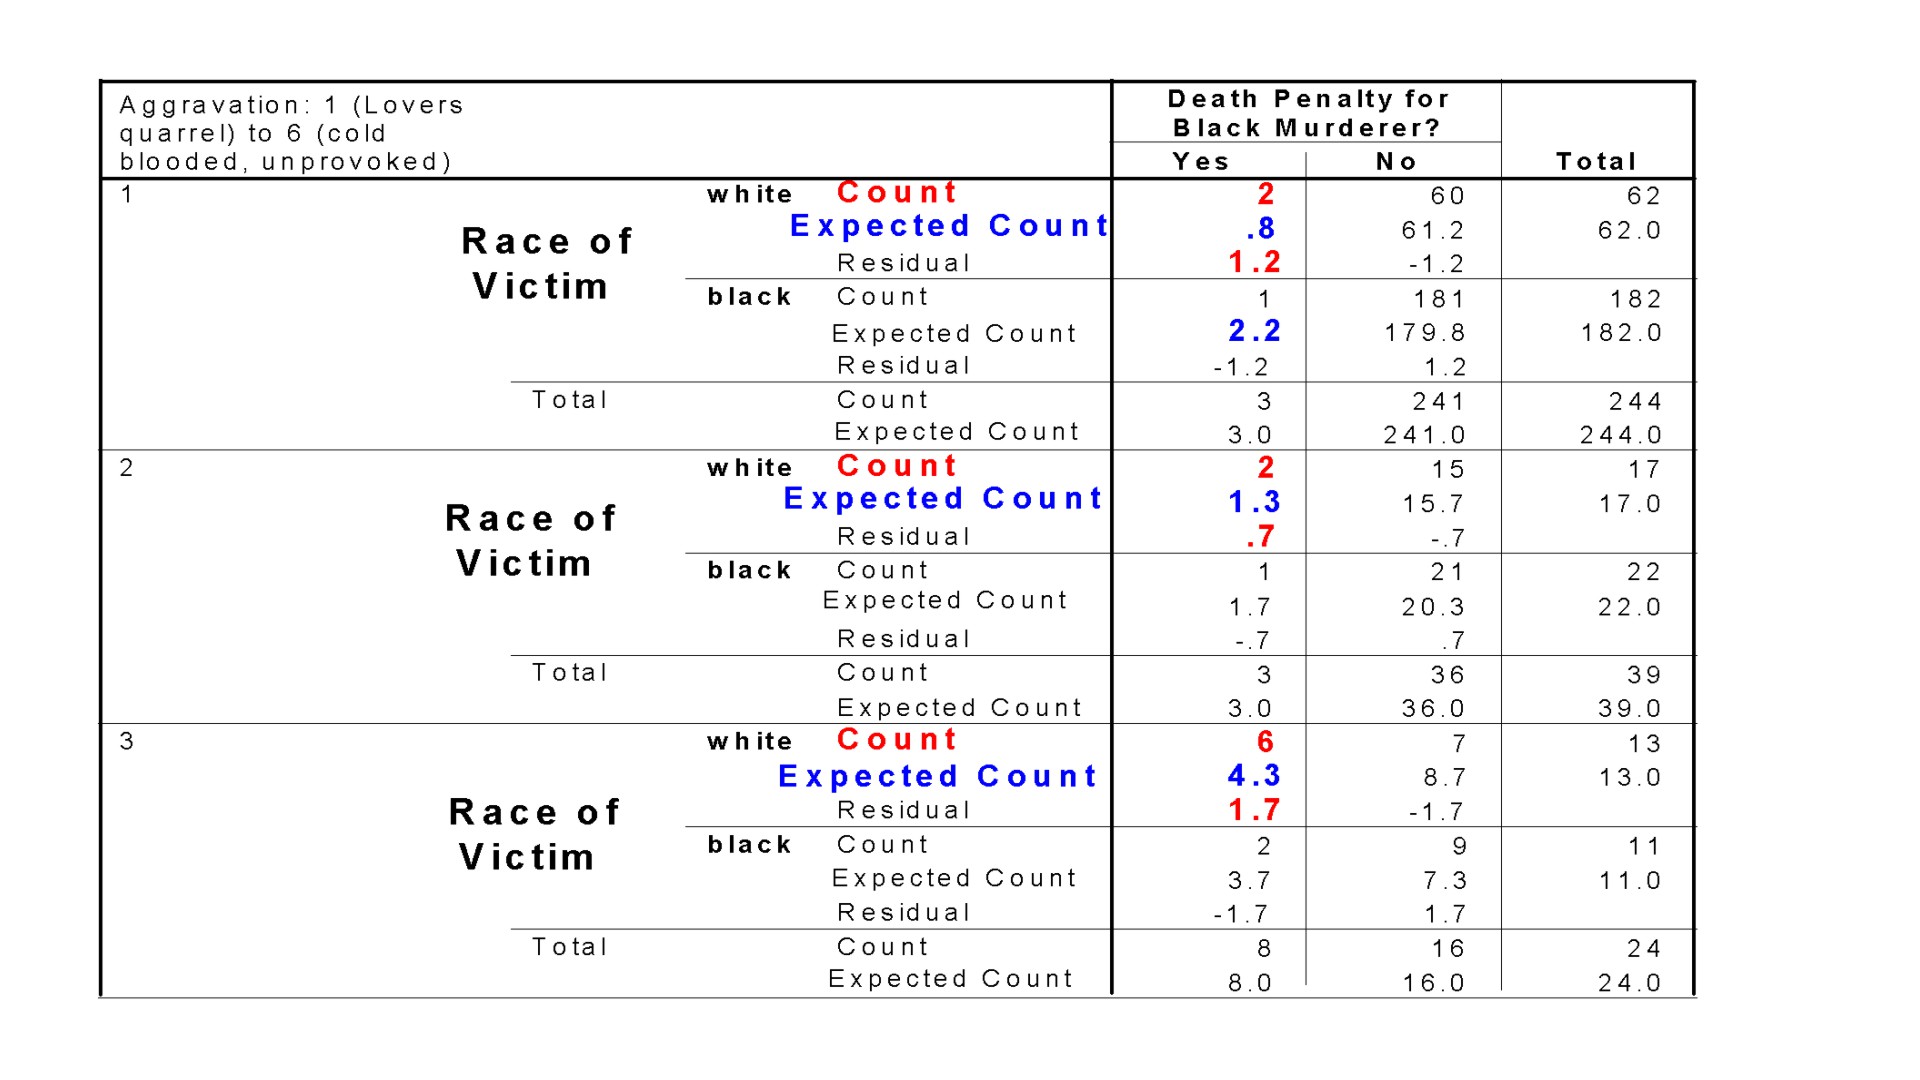 Aggravation: 1 (Lovers
quarrel) to 6 (cold
blooded, unprovoked)
Death Penalty for
Black Murderer?
Yes No Total
1 white Count 2 60 62
Expected Count .8 61.2 62.0
Race of
Victim
Residual 1.2 -1.2
black Count 1 181 182
Expected Count 2.2 179.8 182.0
Residual -1.2 1.2
Total Count 3 241 244
Expected Count 3.0 241.0 244.0
2 white Count 2 15 17
Expected Count 1.3 15.7 17.0
Race of
Victim
Residual .7 -.7
black Count 1 21 22
Expected Count 1.7 20.3 22.0
Residual -.7 .7
Total Count 3 36 39
Expected Count 3.0 36.0 39.0
3 white Count 6 7 13
Expected Count 4.3 8.7 13.0
Race of
Victim
Residual 1.7 -1.7
black Count 2 9 11
Expected Count 3.7 7.3 11.0
Residual -1.7 1.7
Total Count 8 16 24
Expected Count 8.0 16.0 24.0